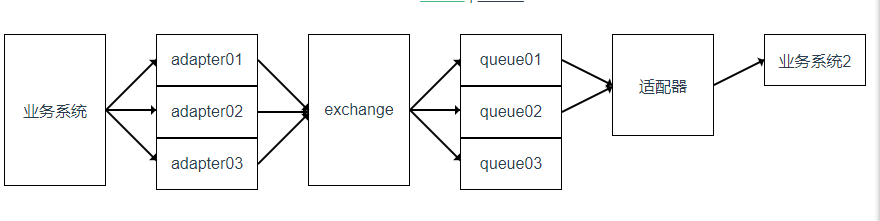 业务系统
adapter01
adapter02
adapter03
exchange
queue01
queue02
queue03
适配器
业务系统2